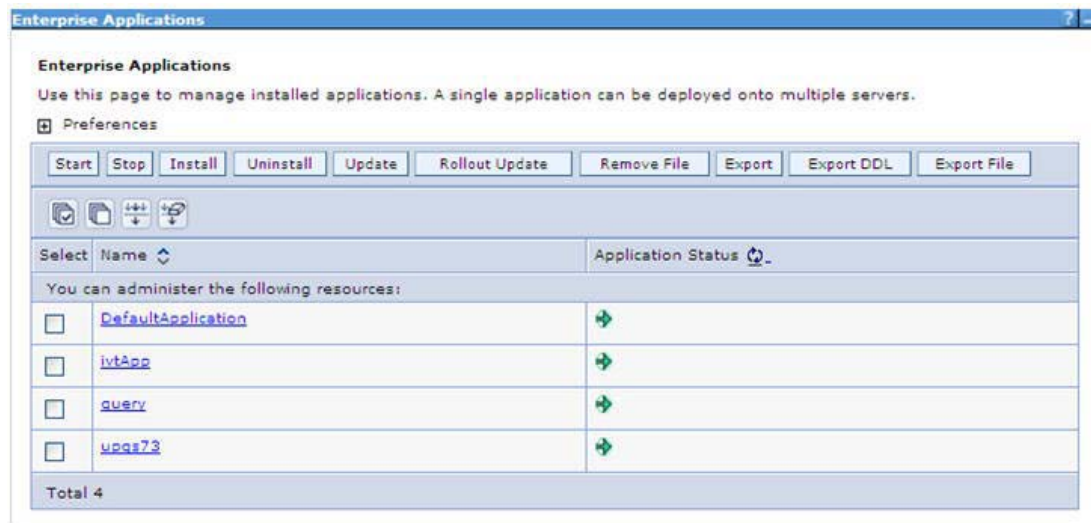 Enterprise Applications
?
Enterprise Applications
Use this page to manage installed applications. A single application can be deployed onto multiple servers.
Preferences
Start Stop Install Uninstall Update Rollout Update Remove File Export Export DDL Export File
Select Name Application Status
You can administer the following resources:
DefaultApplication
ivtApp
query
upqs73
Total 4